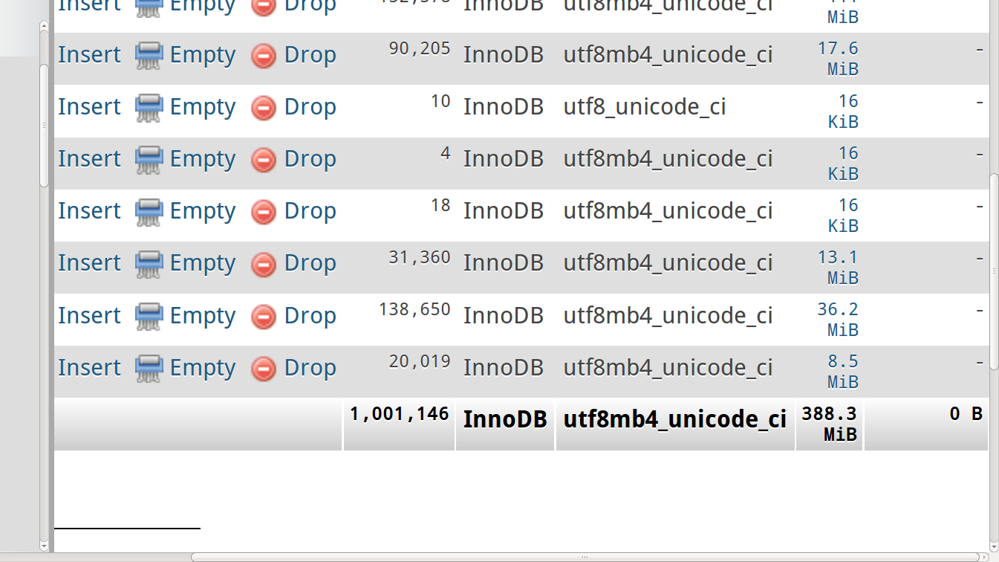 Insert Empty Drop InnoDB utf8mb4_unicode_ci
MiB
Insert Empty Drop 90,205 InnoDB utf8mb4_unicode_ci 17.6 -
MiB
Insert Empty Drop 10 InnoDB utf8_unicode_ci 16 -
KiB
Insert Empty Drop 4 InnoDB utf8mb4_unicode_ci 16 -
KiB
Insert Empty Drop 18 InnoDB utf8mb4_unicode_ci 16 -
KiB
Insert Empty Drop 31,360 InnoDB utf8mb4_unicode_ci 13.1 -
MiB
Insert Empty Drop 138,650 InnoDB utf8mb4_unicode_ci 36.2 -
MiB
Insert Empty Drop 20,019 InnoDB utf8mb4_unicode_ci 8.5 -
MiB
1,001,146 InnoDB utf8mb4_unicode_ci 388.3 0 B
MiB